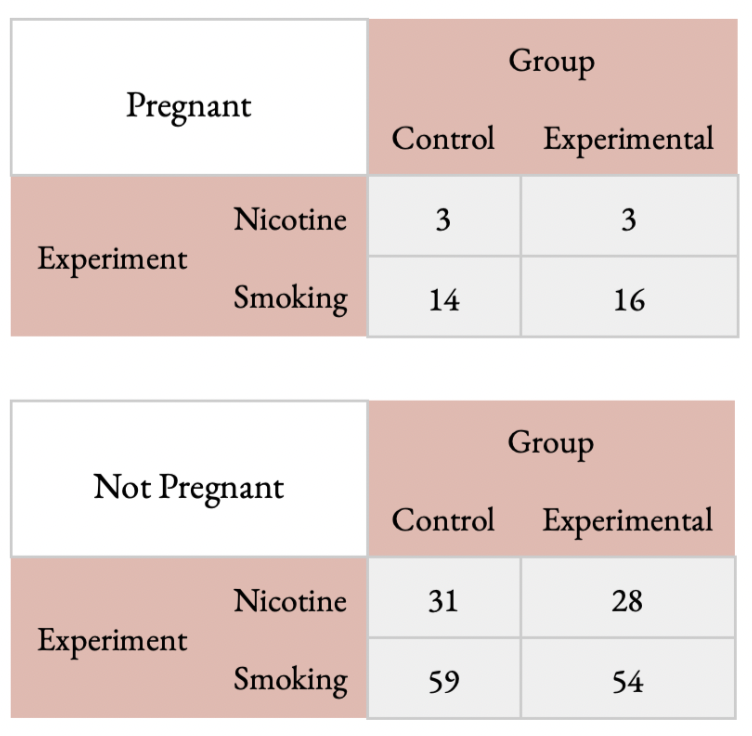 Group
Pregnant
Control Experimental
Nicotine 3 3
Experiment
Smoking 14 16
Group
Not Pregnant
Control Experimental
Nicotine 31 28
Experiment
Smoking 59 54